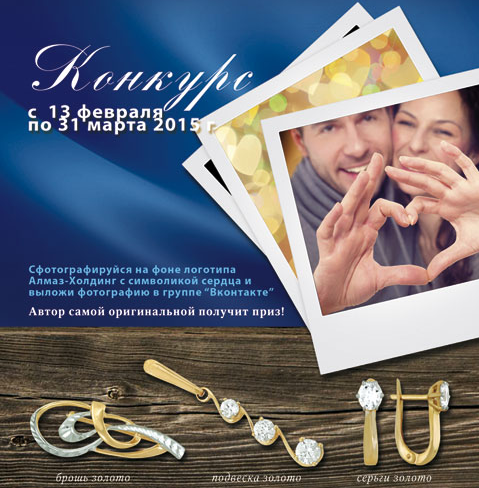 Конкурс
с 13 февраля
по 31 марта 2015 г
Сфотографируйся на фоне логотипа
Алмаз-Холдинг с символикой сердца и
выложи фотографию в группе "Вконтакте"
Автор самой оригинальной получит приз!
брошь золото
подвеска золото
серьги золото